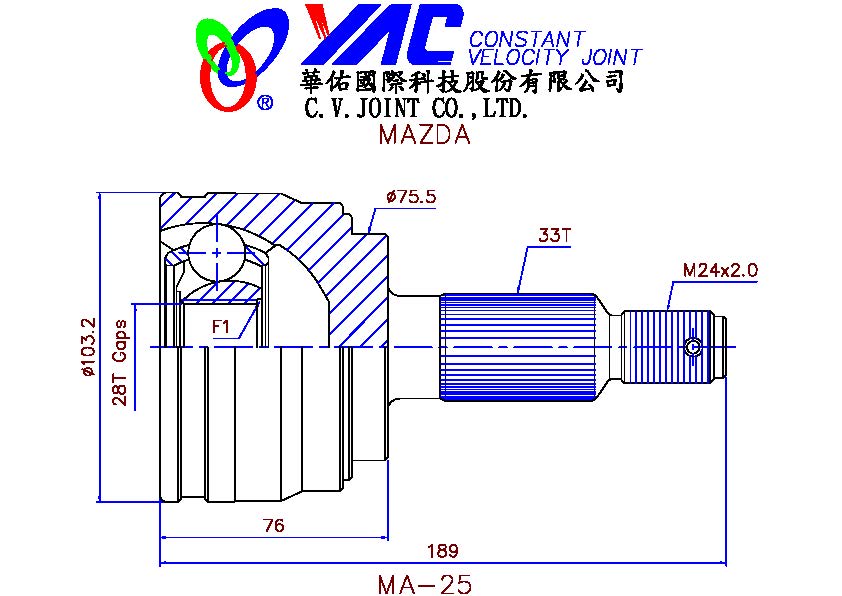 YAC
CONSTANT
VELOCITY JOINT
®
華佑國際科技股份有限公司
C.V.JOINT CO.,LTD.
MAZDA
ø75.5
33T
M24x2.0
F1
ø103.2
28T Gaps
76
189
MA-25